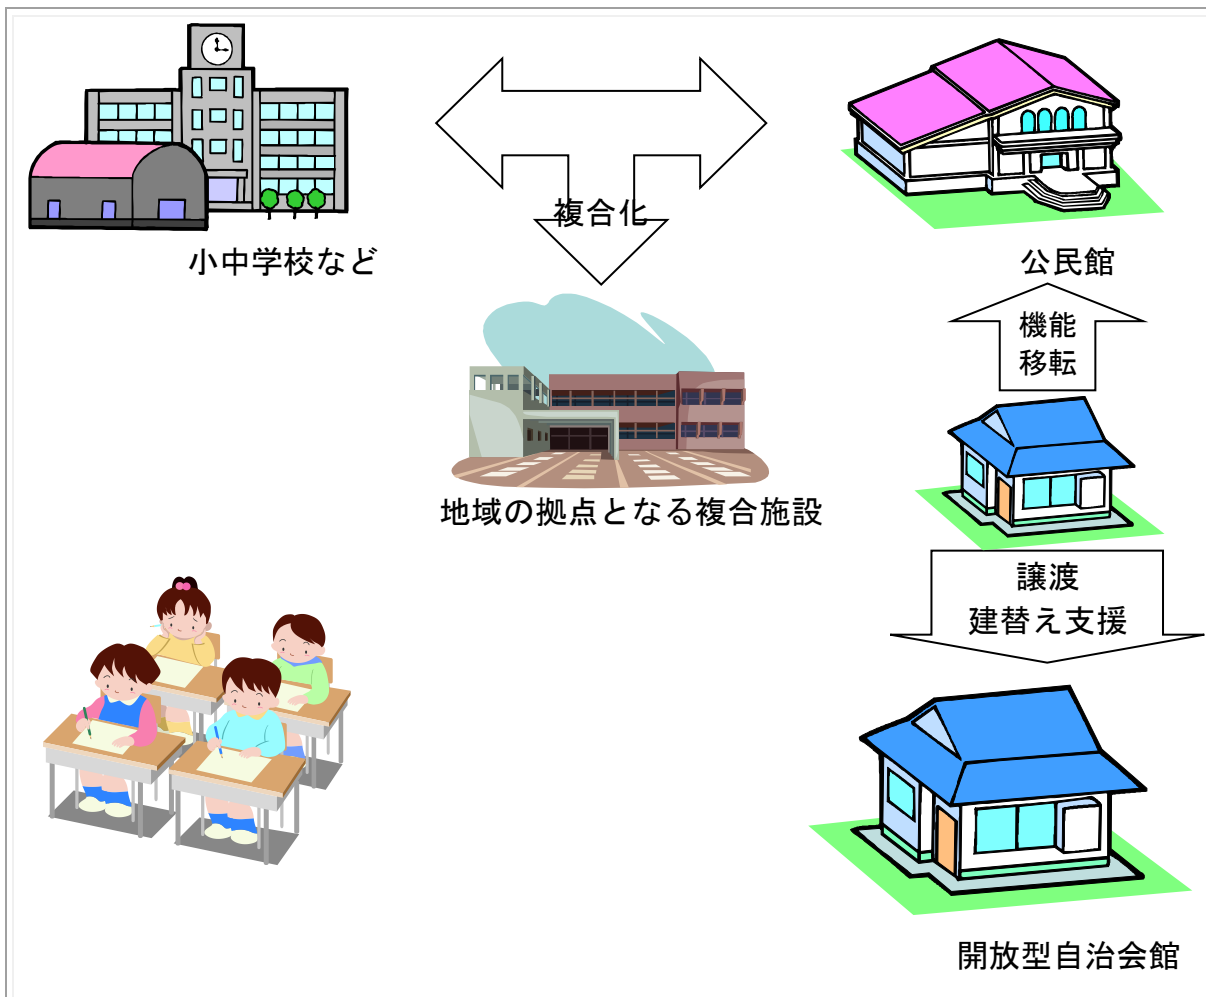 複合化
小中学校など
公民館
機能
移転
地域の拠点となる複合施設
譲渡
建替え支援
開放型自治会館